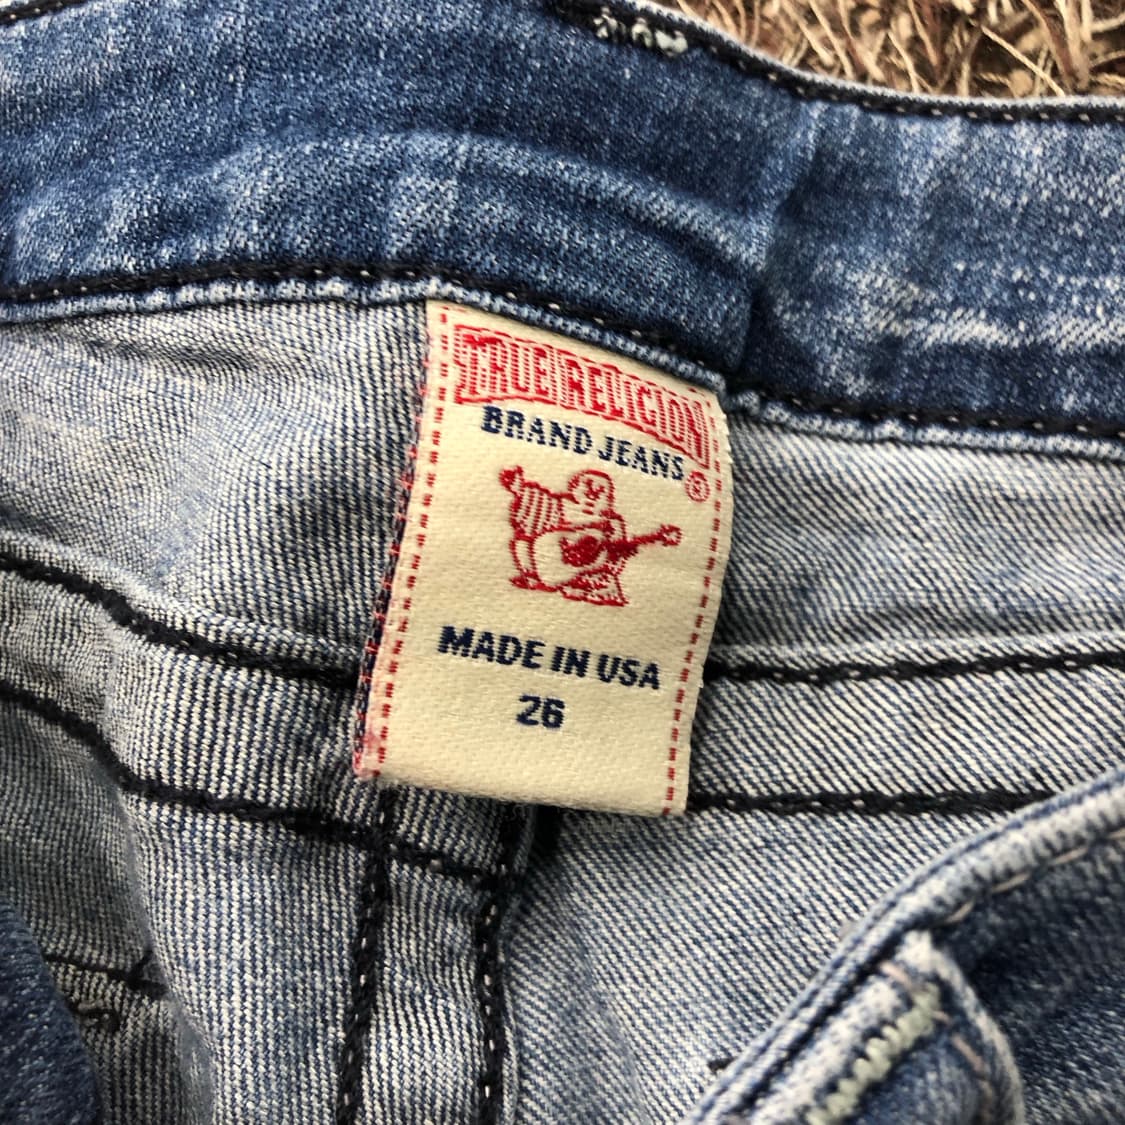 TRUE RELIGION
BRAND JEANS
®
MADE IN USA
26